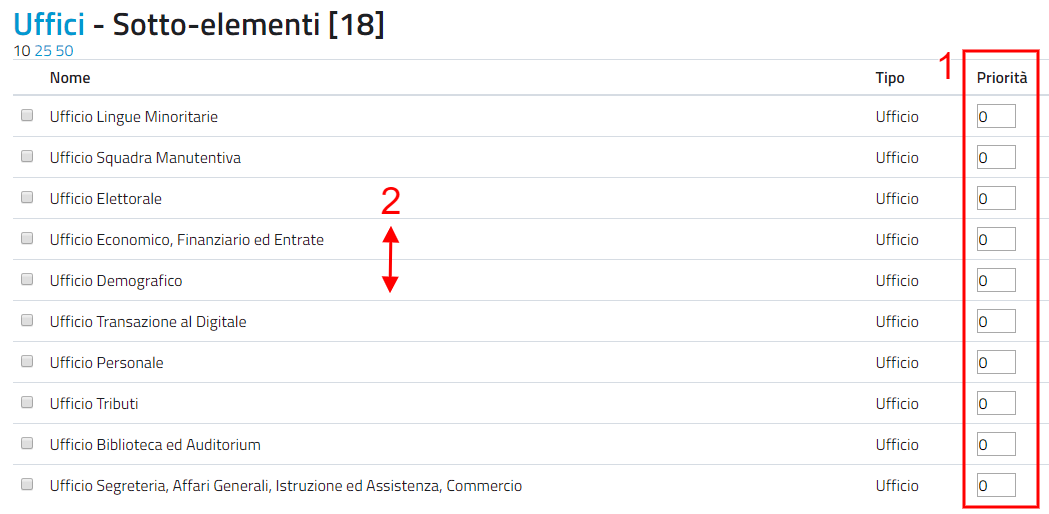 Uffici - Sotto-elementi [18]
10 25 50
Nome Tipo 1 Priorità
Ufficio Lingue Minoritarie Ufficio 0
Ufficio Squadra Manutentiva Ufficio 0
Ufficio Elettorale 2 Ufficio 0
Ufficio Economico, Finanziario ed Entrate Ufficio 0
Ufficio Demografico Ufficio 0
Ufficio Transazione al Digitale Ufficio 0
Ufficio Personale Ufficio 0
Ufficio Tributi Ufficio 0
Ufficio Biblioteca ed Auditorium Ufficio 0
Ufficio Segreteria, Affari Generali, Istruzione ed Assistenza, Commercio Ufficio 0